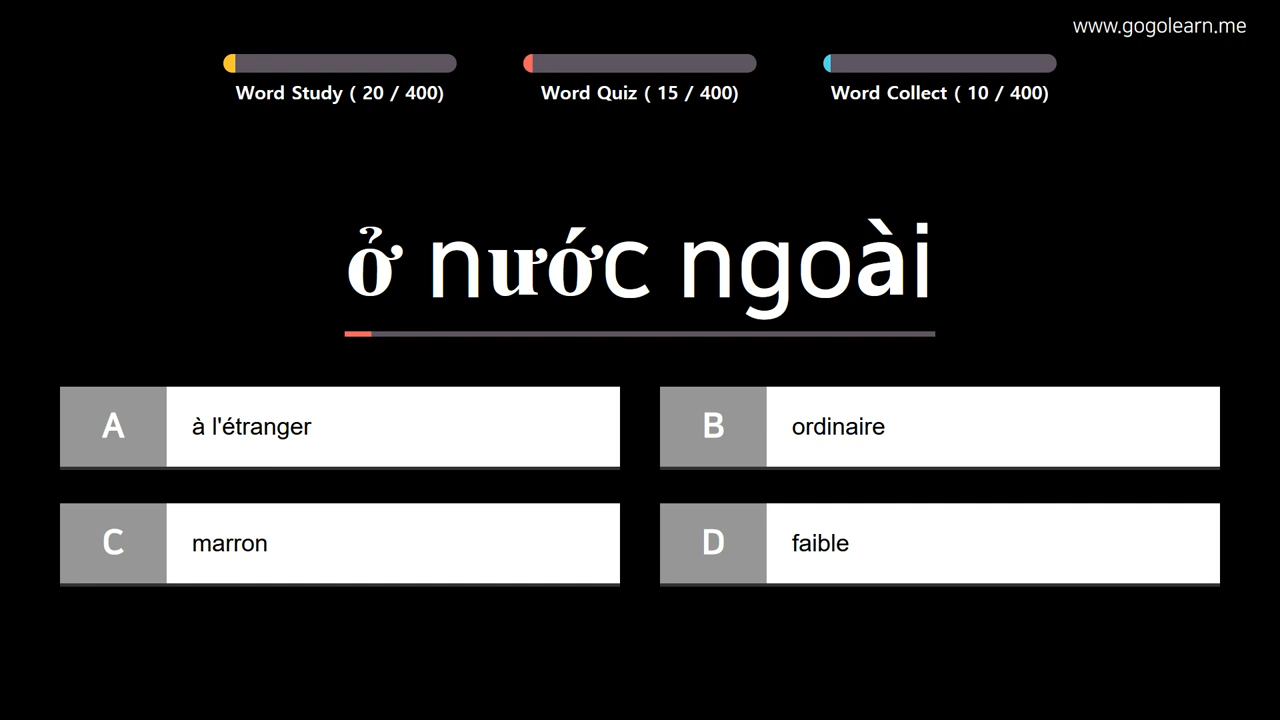 www.gogolearn.me
Word Study ( 20 / 400)
Word Quiz ( 15 / 400)
Word Collect ( 10 / 400)
ở nước ngoài
A à l'étranger
B ordinaire
C marron
D faible